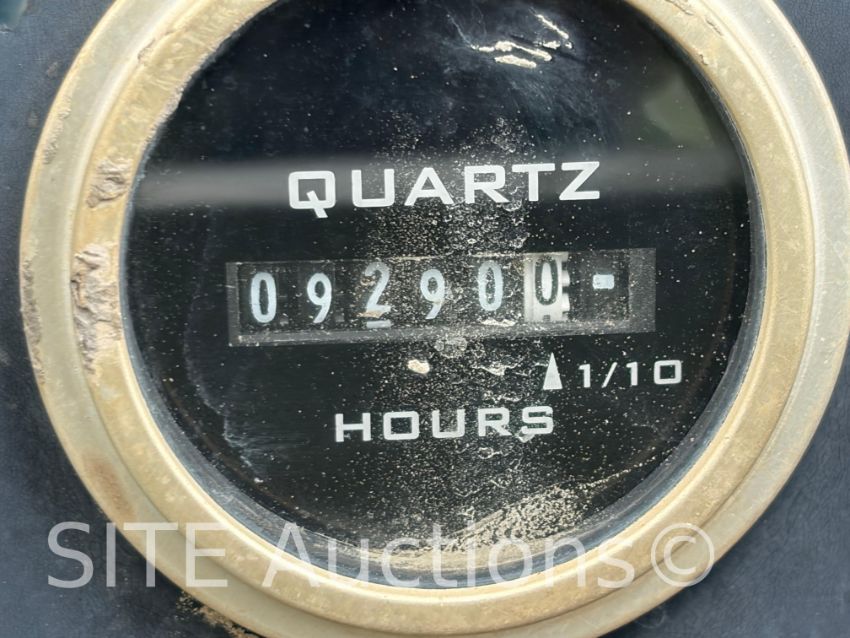 QUARTZ
092900
1/10
HOURS
SITE Auctions©